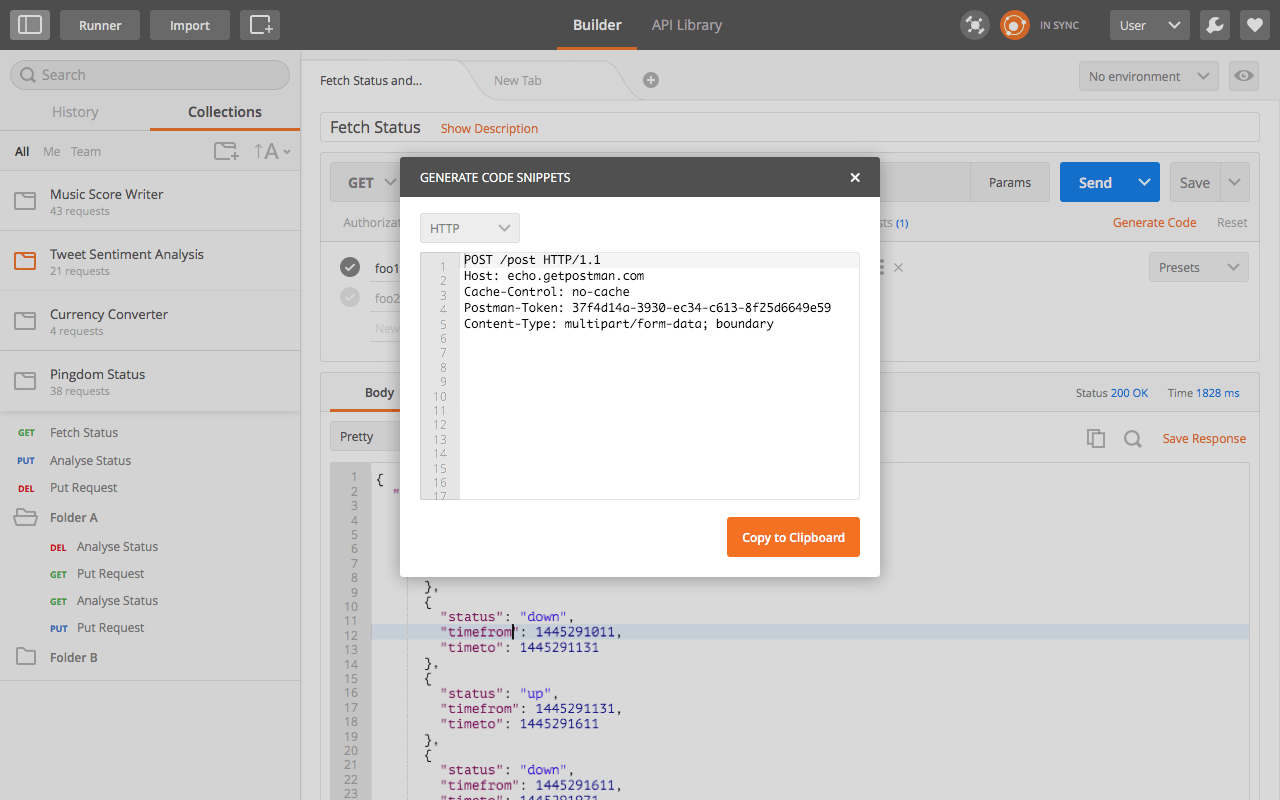 Runner
Import
Builder
API Library
IN SYNC
User
Search
History
Collections
All
Me
Team
Music Score Writer
43 requests
Tweet Sentiment Analysis
21 requests
Currency Converter
4 requests
Pingdom Status
38 requests
GET Fetch Status
PUT Analyse Status
DEL Put Request
Folder A
DEL Analyse Status
GET Put Request
GET Analyse Status
PUT Put Request
Folder B
Fetch Status and...
New Tab
No environment
Fetch Status
Show Description
GET
Params
Send
Save
Authorizat
sts (1)
Generate Code
Reset
foo1
foo2
New
Presets
GENERATE CODE SNIPPETS
HTTP
1 POST /post HTTP/1.1
2 Host: echo.getpostman.com
3 Cache-Control: no-cache
4 Postman-Token: 37f4d14a-3930-ec34-c613-8f25d6649e59
5 Content-Type: multipart/form-data; boundary
6
7
8
9
10
11
12
13
14
15
16
17
Copy to Clipboard
Body
Status 200 OK
Time 1828 ms
Pretty
Save Response
1 {
2 "
3
4
5
6
7
8 },
9 {
10 "status": "down",
11 "timefrom": 1445291011,
12 "timeto": 1445291131
13 },
14 {
15 "status": "up",
16 "timefrom": 1445291131,
17 "timeto": 1445291611
18 },
19 {
20 "status": "down",
21 "timefrom": 1445291611,
22 "timeto": 1445291971
23